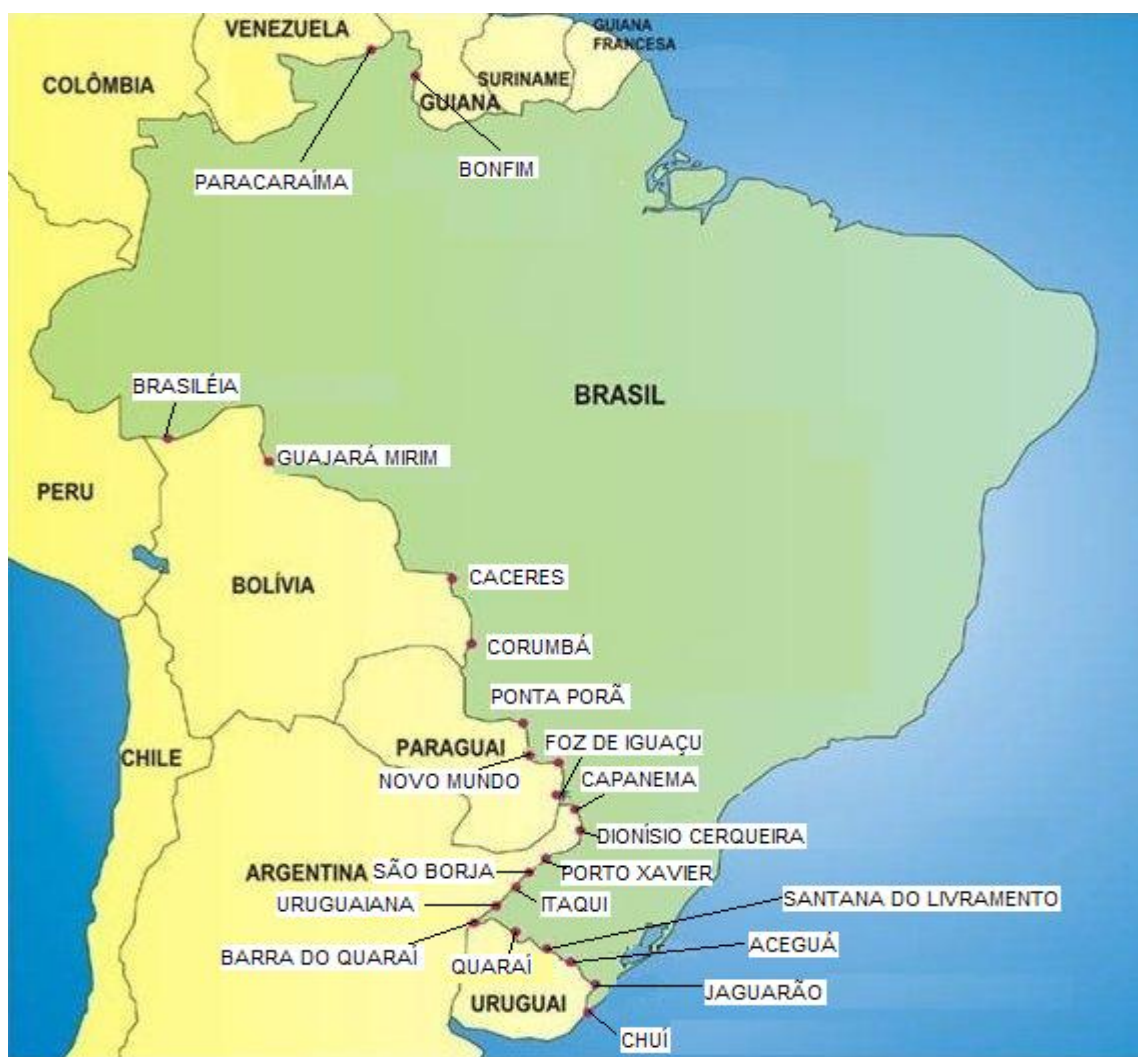 VENEZUELA
GUIANA
FRANCESA
COLÔMBIA
SURINAME
GUIANA
BONFIM
PARACARAÍMA
BRASILÉIA
BRASIL
GUAJARÁ MIRIM
PERU
CACERES
BOLÍVIA
CORUMBÁ
PONTA PORÃ
FOZ DE IGUAÇU
PARAGUAI
CHILE
NOVO MUNDO
CAPANEMA
DIONÍSIO CERQUEIRA
ARGENTINA
SÃO BORJA
PORTO XAVIER
SANTANA DO LIVRAMENTO
URUGUAIANA
ITAQUI
ACEGUÁ
BARRA DO QUARAÍ
QUARAÍ
JAGUARÃO
URUGUAI
CHUÍ